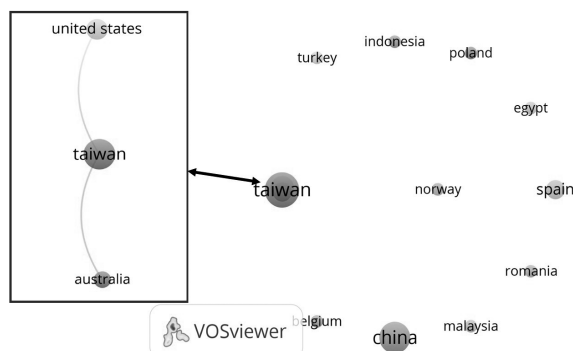 united states
taiwan
australia
turkey
indonesia
poland
egypt
taiwan
norway
spain
romania
belgium
china
malaysia
VOSviewer